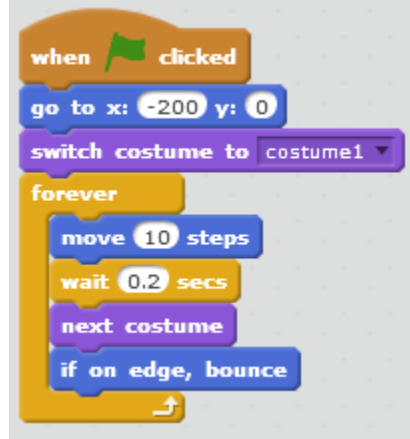 when clicked
go to x: -200 y: 0
switch costume to costume1
forever
move 10 steps
wait 0.2 secs
next costume
if on edge, bounce